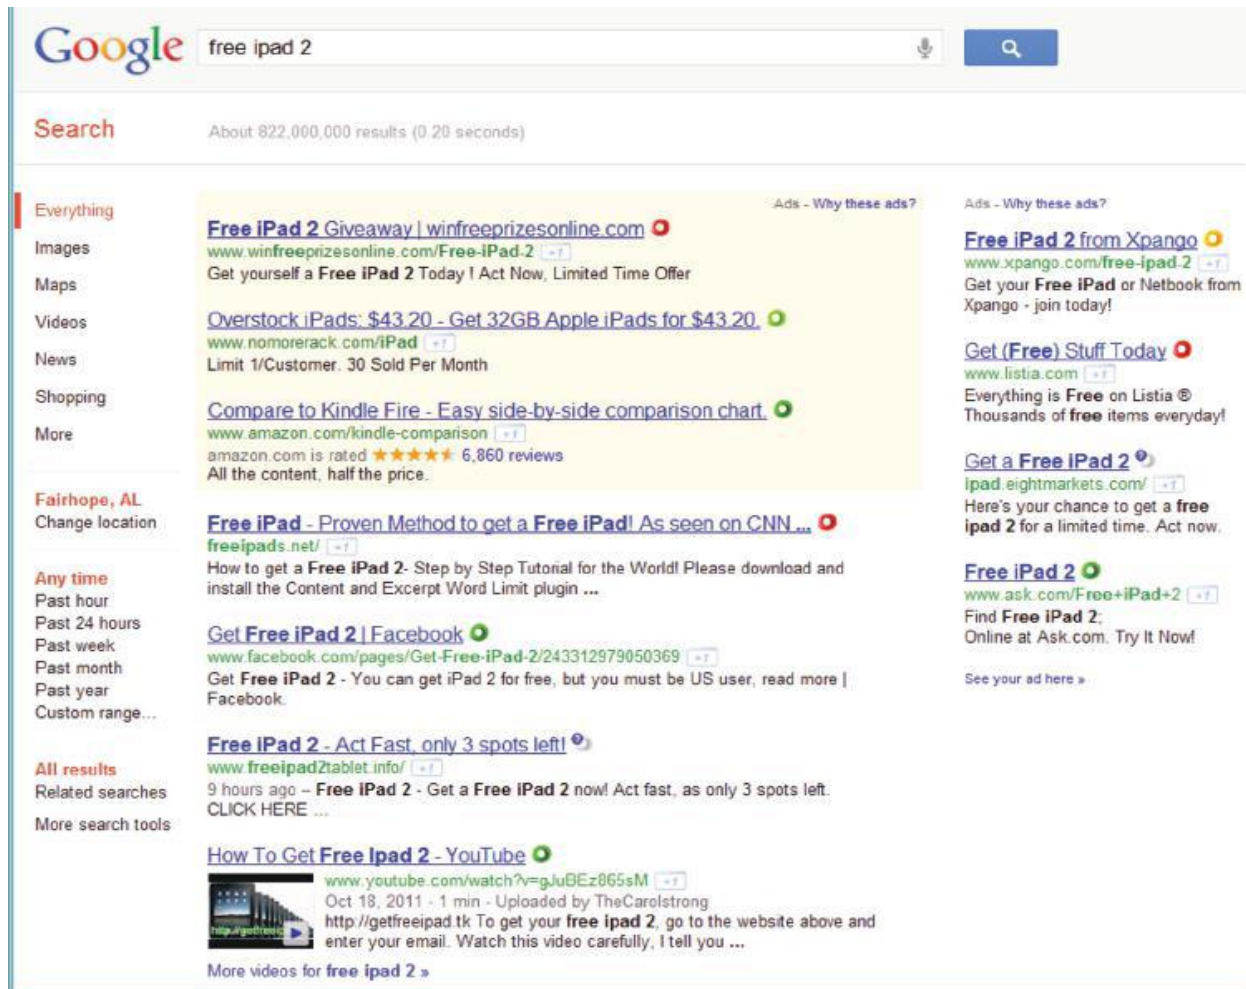 Google
free ipad 2
Search
About 822,000,000 results (0.20 seconds)
Everything
Images
Maps
Videos
News
Shopping
More
Fairhope, AL
Change location
Any time
Past hour
Past 24 hours
Past week
Past month
Past year
Custom range...
All results
Related searches
More search tools
Ads - Why these ads?
Free iPad 2 Giveaway | winfreeprizesonline.com
www.winfreeprizesonline.com/Free-iPad-2 +1
Get yourself a Free iPad 2 Today ! Act Now, Limited Time Offer
Overstock iPads: $43.20 - Get 32GB Apple iPads for $43.20.
www.nomorerack.com/iPad +1
Limit 1/Customer. 30 Sold Per Month
Compare to Kindle Fire - Easy side-by-side comparison chart.
www.amazon.com/kindle-comparison +1
amazon.com is rated ★★★★★ 6,860 reviews
All the content, half the price.
Free iPad - Proven Method to get a Free iPad! As seen on CNN ...
freeipads.net/ +1
How to get a Free iPad 2- Step by Step Tutorial for the World! Please download and
install the Content and Excerpt Word Limit plugin ...
Get Free iPad 2 | Facebook
www.facebook.com/pages/Get-Free-iPad-2/243312979050369 +1
Get Free iPad 2 - You can get iPad 2 for free, but you must be US user, read more |
Facebook.
Free iPad 2 - Act Fast, only 3 spots left!
www.freeipad2tablet.info/ +1
9 hours ago – Free iPad 2 - Get a Free iPad 2 now! Act fast, as only 3 spots left.
CLICK HERE ...
How To Get Free Ipad 2 - YouTube
www.youtube.com/watch?v=gJuBEz865sM +1
Oct 18, 2011 - 1 min - Uploaded by TheCarolstrong
http://getfreeipad.tk To get your free ipad 2, go to the website above and
enter your email. Watch this video carefully, I tell you ...
More videos for free ipad 2 »
Ads - Why these ads?
Free iPad 2 from Xpango
www.xpango.com/free-ipad-2 +1
Get your Free iPad or Netbook from
Xpango - join today!
Get (Free) Stuff Today
www.listia.com +1
Everything is Free on Listia ®
Thousands of free items everyday!
Get a Free iPad 2
ipad.eightmarkets.com/ +1
Here's your chance to get a free
ipad 2 for a limited time. Act now.
Free iPad 2
www.ask.com/Free+iPad+2 +1
Find Free iPad 2;
Online at Ask.com. Try It Now!
See your ad here »